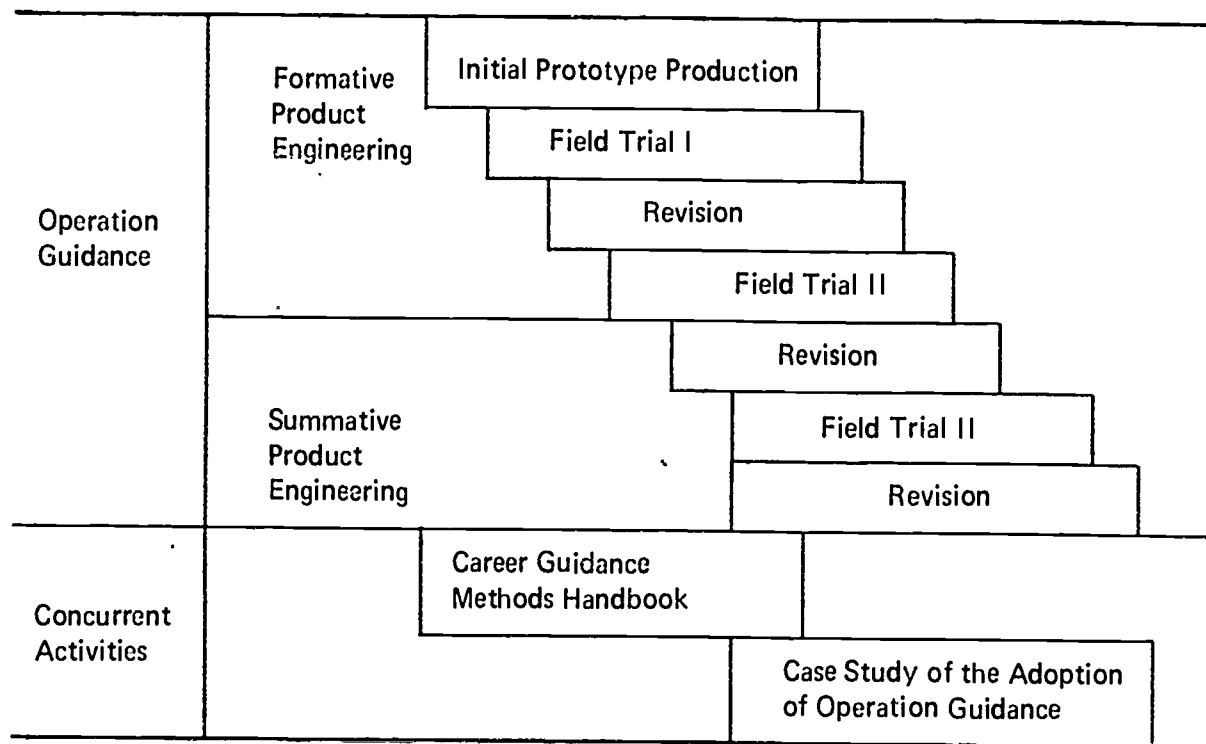 Formative
Product
Engineering
Initial Prototype Production
Field Trial I
Revision
Field Trial II
Operation
Guidance
Summative
Product
Engineering
Revision
Field Trial II
Revision
Concurrent
Activities
Career Guidance
Methods Handbook
Case Study of the Adoption
of Operation Guidance